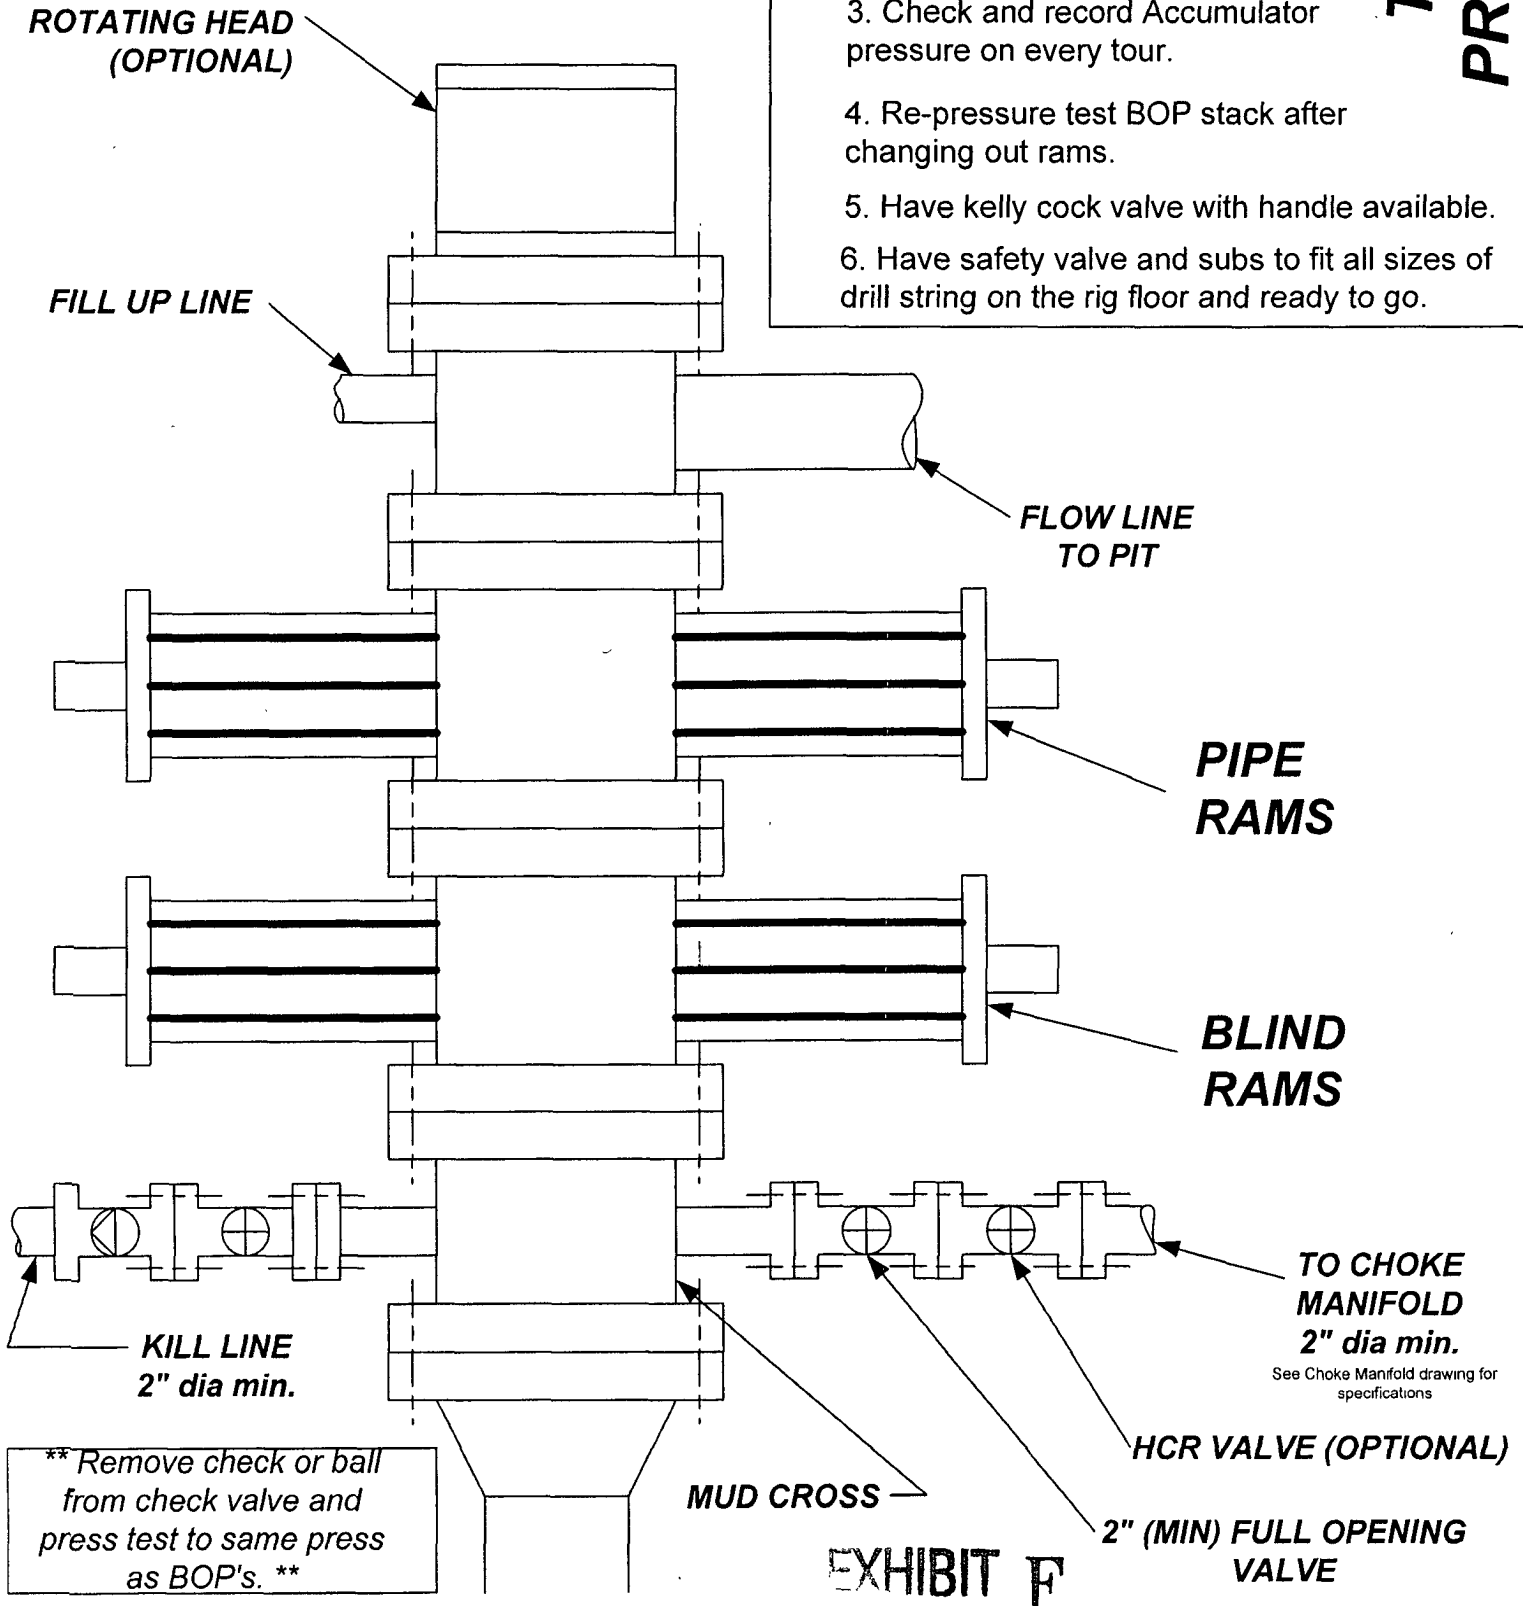 ROTATING HEAD
(OPTIONAL)
3. Check and record Accumulator
pressure on every tour.
4. Re-pressure test BOP stack after
changing out rams.
5. Have kelly cock valve with handle available.
6. Have safety valve and subs to fit all sizes of
drill string on the rig floor and ready to go.
PR
FILL UP LINE
FLOW LINE
TO PIT
PIPE
RAMS
BLIND
RAMS
KILL LINE
2" dia min.
TO CHOKE
MANIFOLD
2" dia min.
See Choke Manifold drawing for
specifications
HCR VALVE (OPTIONAL)
** Remove check or ball
from check valve and
press test to same press
as BOP's. **
MUD CROSS
2" (MIN) FULL OPENING
VALVE
EXHIBIT F